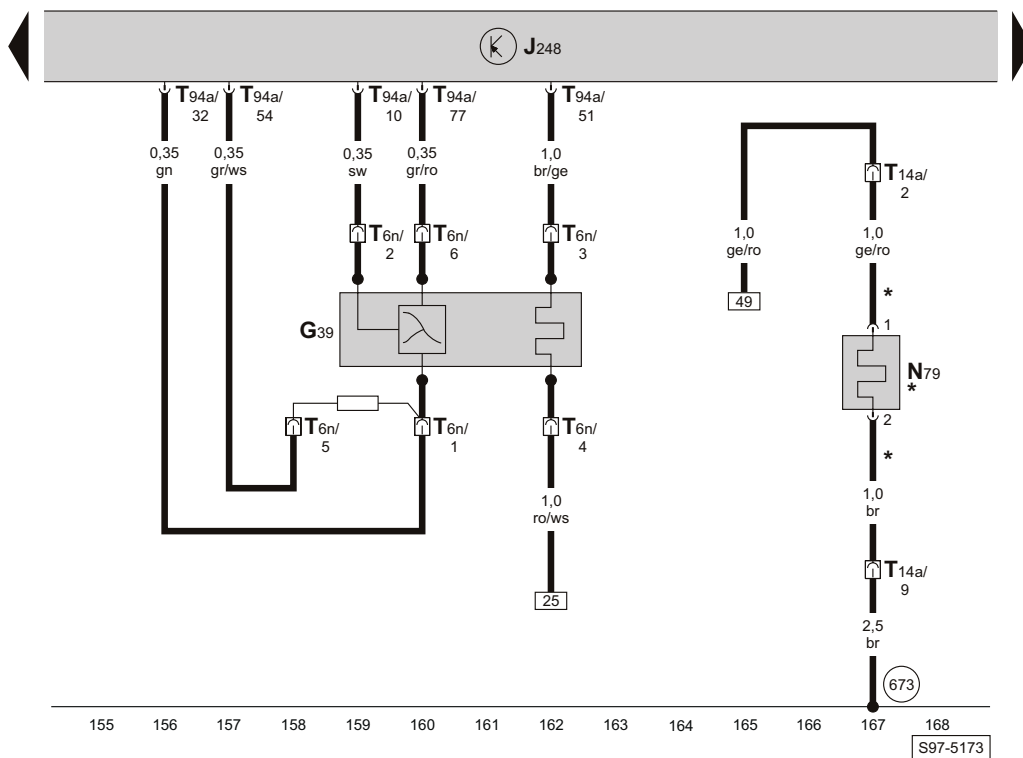 J248
T94a/ T94a/ T94a/ T94a/ T94a/
32 54 10 77 51
0,35 0,35 0,35 0,35 1,0
gn gr/ws sw gr/ro br/ge
T14a/
2
T6n/ T6n/ T6n/
2 6 3
1,0 1,0
ge/ro ge/ro
49
*
1
G39
N79
*
2
T6n/ T6n/ T6n/
5 1 4
*
1,0
ro/ws
1,0
br
25
T14a/
9
2,5
br
673
155 156 157 158 159 160 161 162 163 164 165 166 167 168
S97-5173